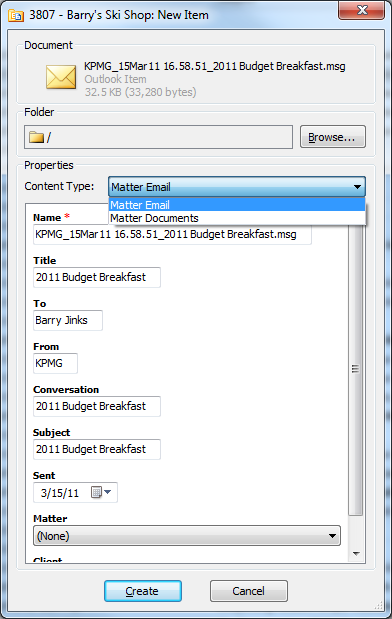 3807 - Barry's Ski Shop: New Item
Document
KPMG_15Mar11 16.58.51_2011 Budget Breakfast.msg
Outlook Item
32.5 KB (33,280 bytes)
Folder
/
Browse...
Properties
Content Type: Matter Email
Matter Email
Matter Documents
Name *
KPMG_15Mar11 16.58.51_2011 Budget Breakfast.msg
Title
2011 Budget Breakfast
To
Barry Jinks
From
KPMG
Conversation
2011 Budget Breakfast
Subject
2011 Budget Breakfast
Sent
3/15/11
Matter
(None)
Client
Create Cancel